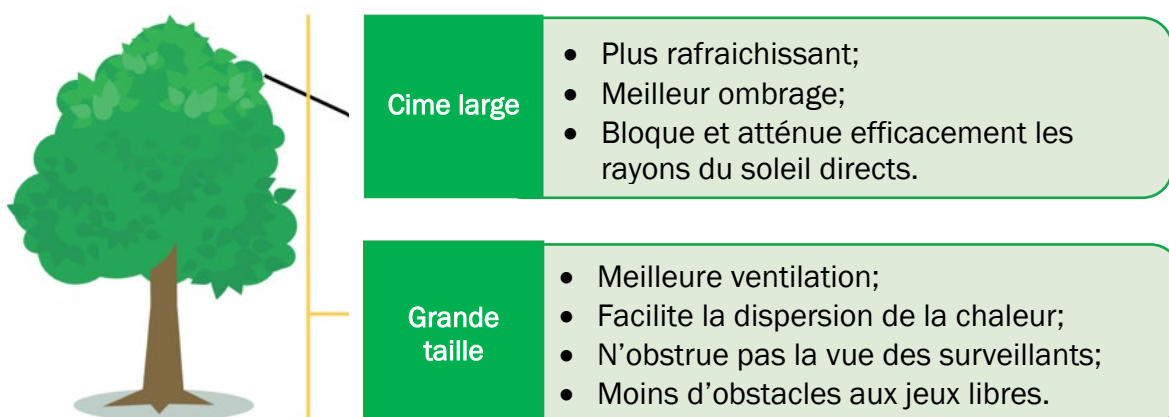 Cime large
• Plus rafraichissant;
• Meilleur ombrage;
• Bloque et atténue efficacement les
rayons du soleil directs.
Grande
taille
• Meilleure ventilation;
• Facilite la dispersion de la chaleur;
• N’obstrue pas la vue des surveillants;
• Moins d’obstacles aux jeux libres.